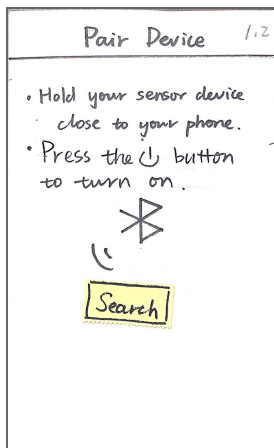 Pair Device 1.2
• Hold your sensor device
close to your phone.
• Press the ⏻ button
to turn on.
Search